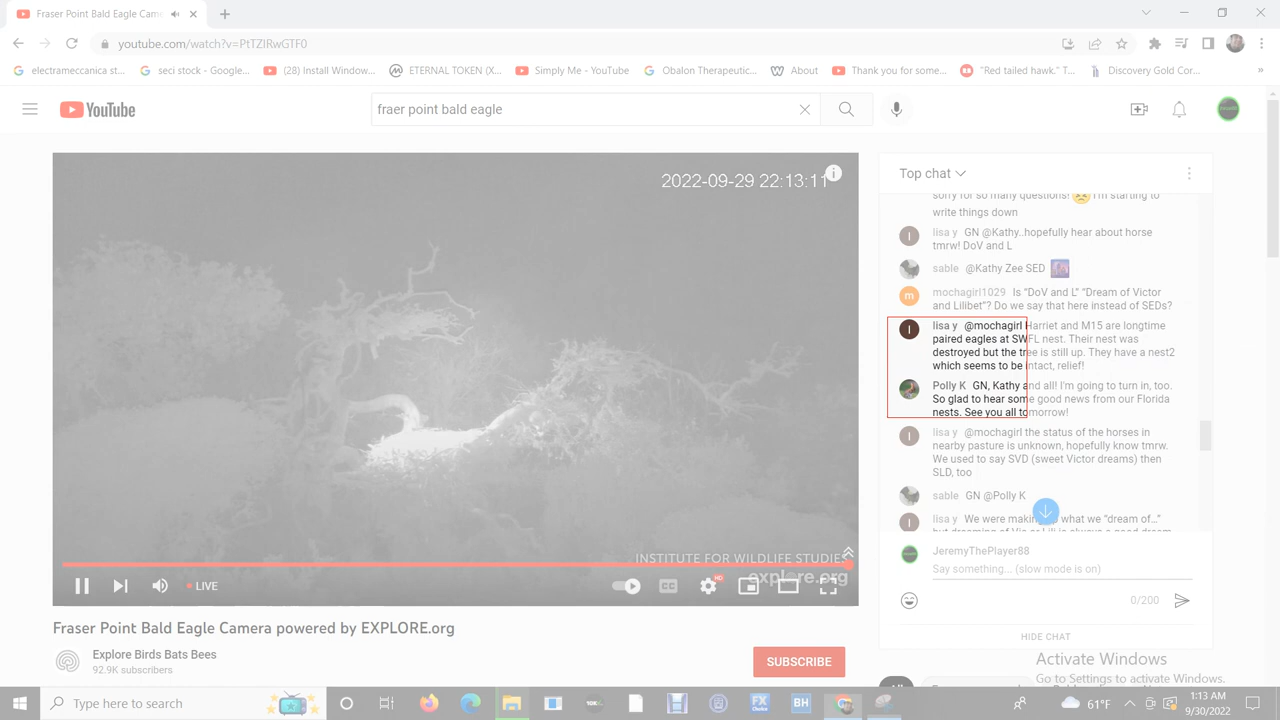 Fraser Point Bald Eagle Came
youtube.com/watch?v=PtTZIRwGTF0
electrameccanica st...
seci stock - Google...
(28) Install Window...
ETERNAL TOKEN (X...
Simply Me - YouTube
Obalon Therapeutic...
About
Thank you for some...
"Red tailed hawk." T...
Discovery Gold Cor...
»
YouTube
fraer point bald eagle
2022-09-29 22:13:11
Top chat
sorry for so many questions! I'm starting to
write things down
lisa y GN @Kathy..hopefully hear about horse
tmrw! DoV and L
sable @Kathy Zee SED
m mochagirl1029 Is "DoV and L" "Dream of Victor
and Lilibet"? Do we say that here instead of SEDs?
l lisa y @mochagirl Harriet and M15 are longtime
paired eagles at SWFL nest. Their nest was
destroyed but the tree is still up. They have a nest2
which seems to be intact, relief!
Polly K GN, Kathy and all! I'm going to turn in, too.
So glad to hear some good news from our Florida
nests. See you all tomorrow!
l lisa y @mochagirl the status of the horses in
nearby pasture is unknown, hopefully know tmrw.
We used to say SVD (sweet Victor dreams) then
SLD, too
sable GN @Polly K
l lisa y We were making what we "dream of..."
INSTITUTE FOR WILDLIFE STUDIES
explore.org
LIVE
HD
CC
JeremyThePlayer88
Say something... (slow mode is on)
0/200
HIDE CHAT
Fraser Point Bald Eagle Camera powered by EXPLORE.org
Explore Birds Bats Bees
92.9K subscribers
SUBSCRIBE
Activate Windows
Go to Settings to activate Windows.
All
Type here to search
FX
Choice
BH
61°F
1:13 AM
9/30/2022